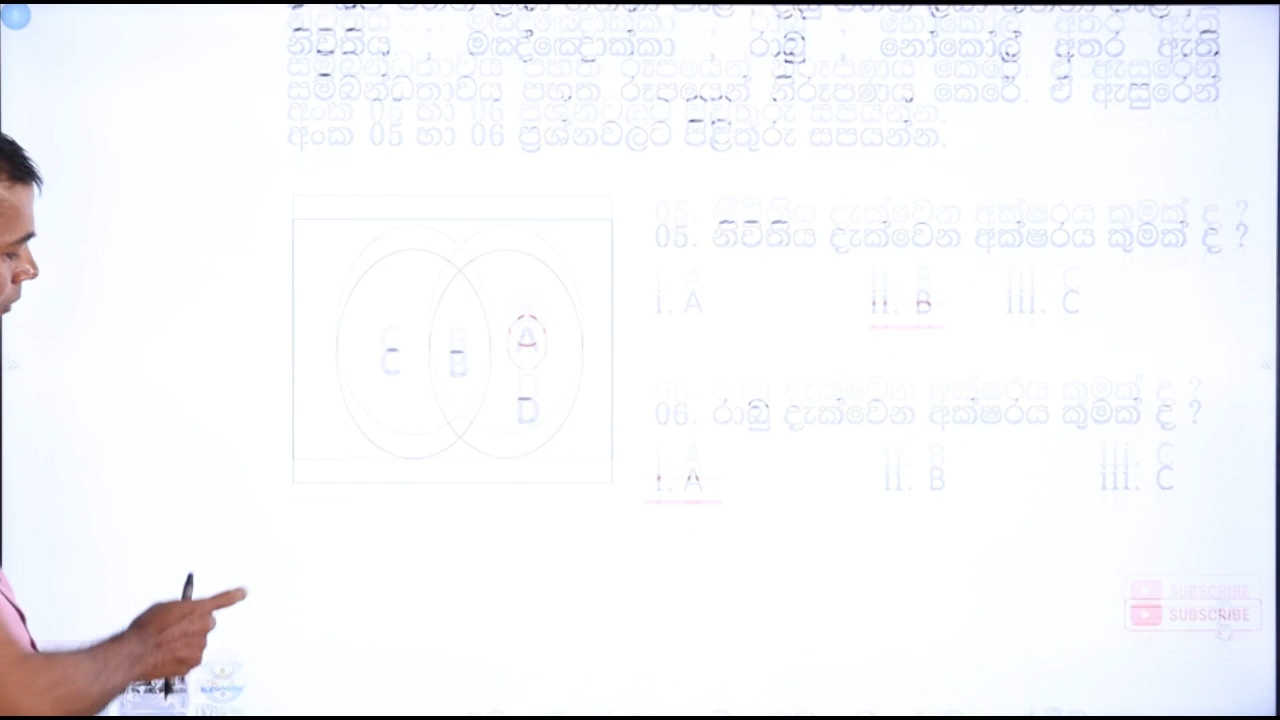 නිවිතිය මඤ්ඤොක්කා රාබු නෝකෝල් අතර ඇති
සම්බන්ධතාවය පහත රූපයෙන් නිරූපණය කෙරේ. ඒ ඇසුරෙන්
අංක 05 හා 06 ප්‍රශ්නවලට පිළිතුරු සපයන්න.
05. නිවිතිය දැක්වෙන අක්ෂරය කුමක් ද ?
i. A ii. B iii. C
C B A
D
06. රාබු දැක්වෙන අක්ෂරය කුමක් ද ?
i. A ii. B iii. C
SUBSCRIBE